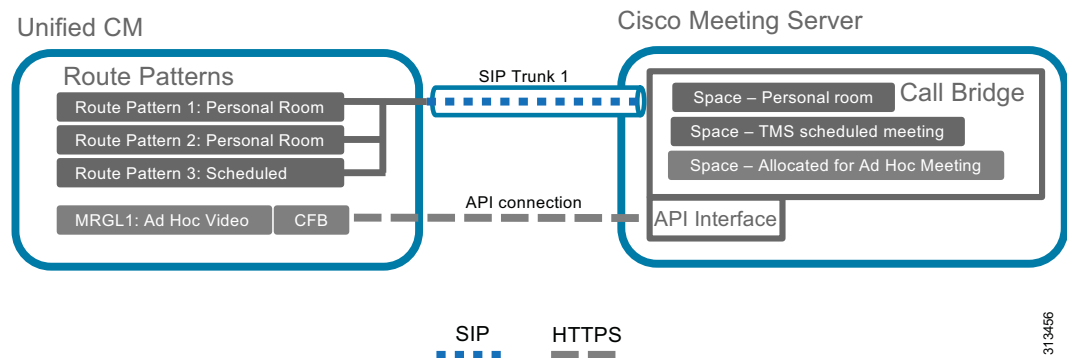 Unified CM
Cisco Meeting Server
Route Patterns
SIP Trunk 1
Route Pattern 1: Personal Room
Route Pattern 2: Personal Room
Route Pattern 3: Scheduled
Space – Personal room
Call Bridge
Space – TMS scheduled meeting
Space – Allocated for Ad Hoc Meeting
MRGL1: Ad Hoc Video
CFB
API connection
API Interface
SIP
HTTPS
313456